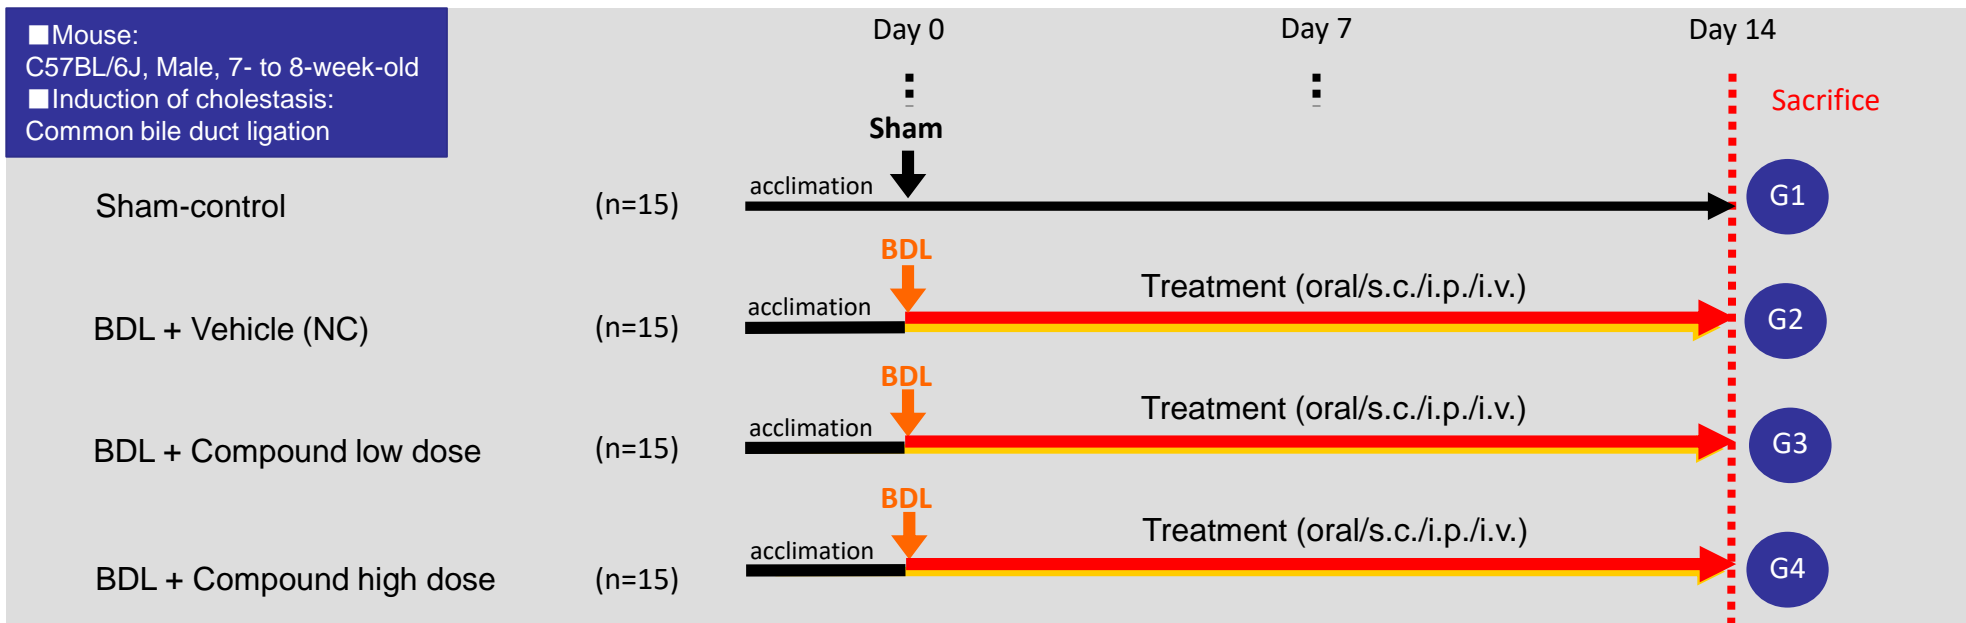 ■Mouse:
C57BL/6J, Male, 7- to 8-week-old
■Induction of cholestasis:
Common bile duct ligation
Day 0
Day 7
Day 14
Sacrifice
Sham
Sham-control
(n=15)
acclimation
G1
BDL
BDL + Vehicle (NC)
(n=15)
acclimation
Treatment (oral/s.c./i.p./i.v.)
G2
BDL
BDL + Compound low dose
(n=15)
acclimation
Treatment (oral/s.c./i.p./i.v.)
G3
BDL
BDL + Compound high dose
(n=15)
acclimation
Treatment (oral/s.c./i.p./i.v.)
G4